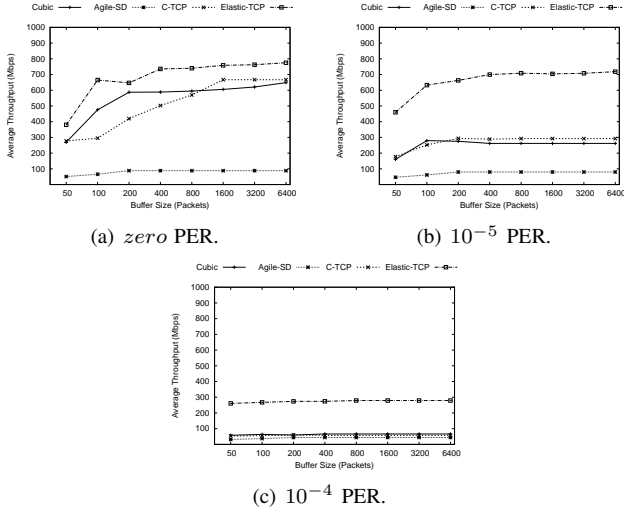 Cubic Agile-SD C-TCP Elastic-TCP
1000
900
800
700
600
500
400
300
200
100
Average Throughput (Mbps)
50 100 200 400 800 1600 3200 6400
Buffer Size (Packets)
(a) zero PER.
Cubic Agile-SD C-TCP Elastic-TCP
1000
900
800
700
600
500
400
300
200
100
Average Throughput (Mbps)
50 100 200 400 800 1600 3200 6400
Buffer Size (Packets)
(b) 10⁻⁵ PER.
Cubic Agile-SD C-TCP Elastic-TCP
1000
900
800
700
600
500
400
300
200
100
Average Throughput (Mbps)
50 100 200 400 800 1600 3200 6400
Buffer Size (Packets)
(c) 10⁻⁴ PER.